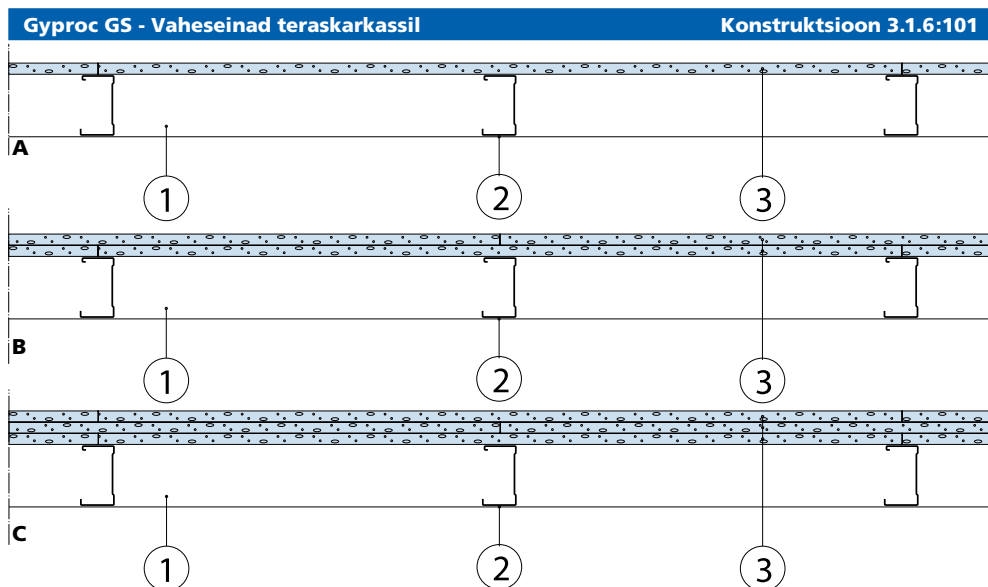 Gyproc GS - Vaheseinad teraskarkassil Konstruktsioon 3.1.6:101
A
1 2 3
B
1 2 3
C
1 2 3